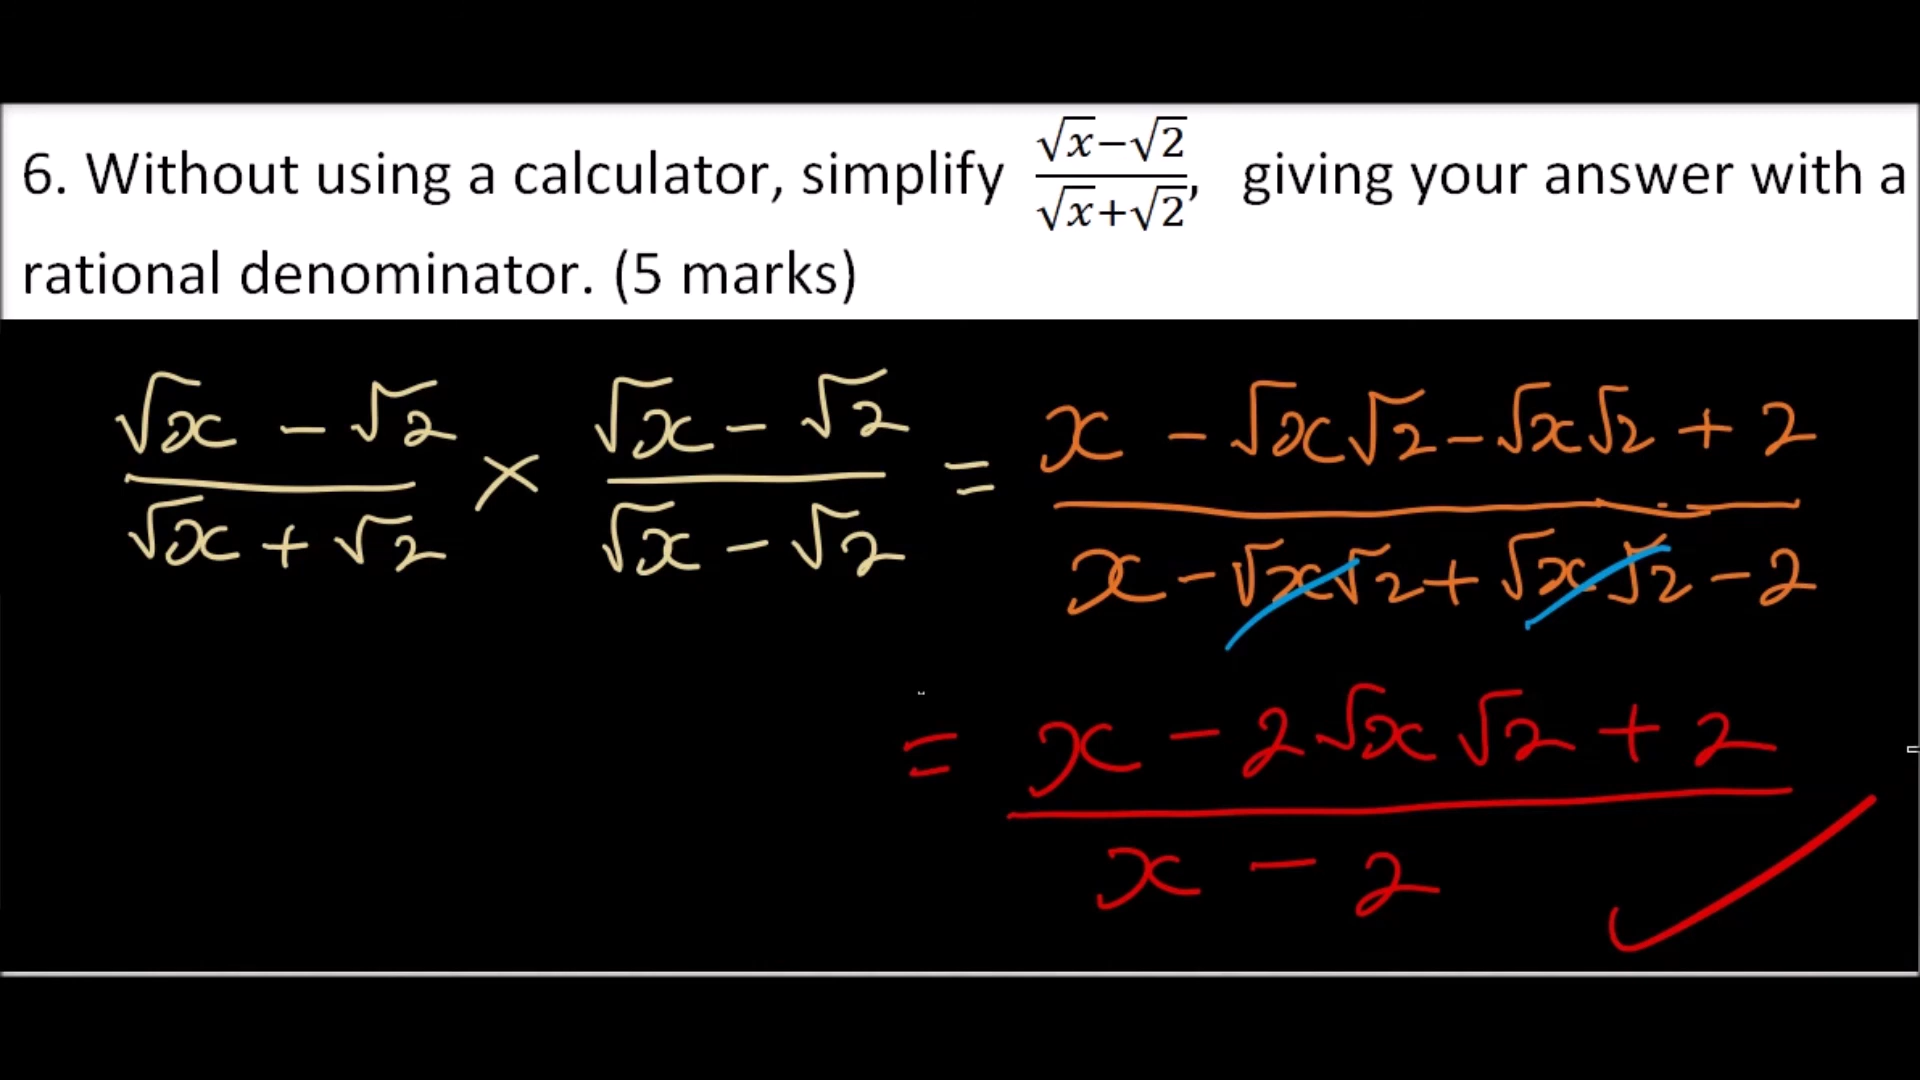 6. Without using a calculator, simplify (√x−√2)/(√x+√2), giving your answer with a
rational denominator. (5 marks)
(√x − √2)/(√x + √2) × (√x − √2)/(√x − √2) = (x − √x√2 − √x√2 + 2)/(x − √x√2 + √x√2 − 2)
= (x − 2√x√2 + 2)/(x − 2)